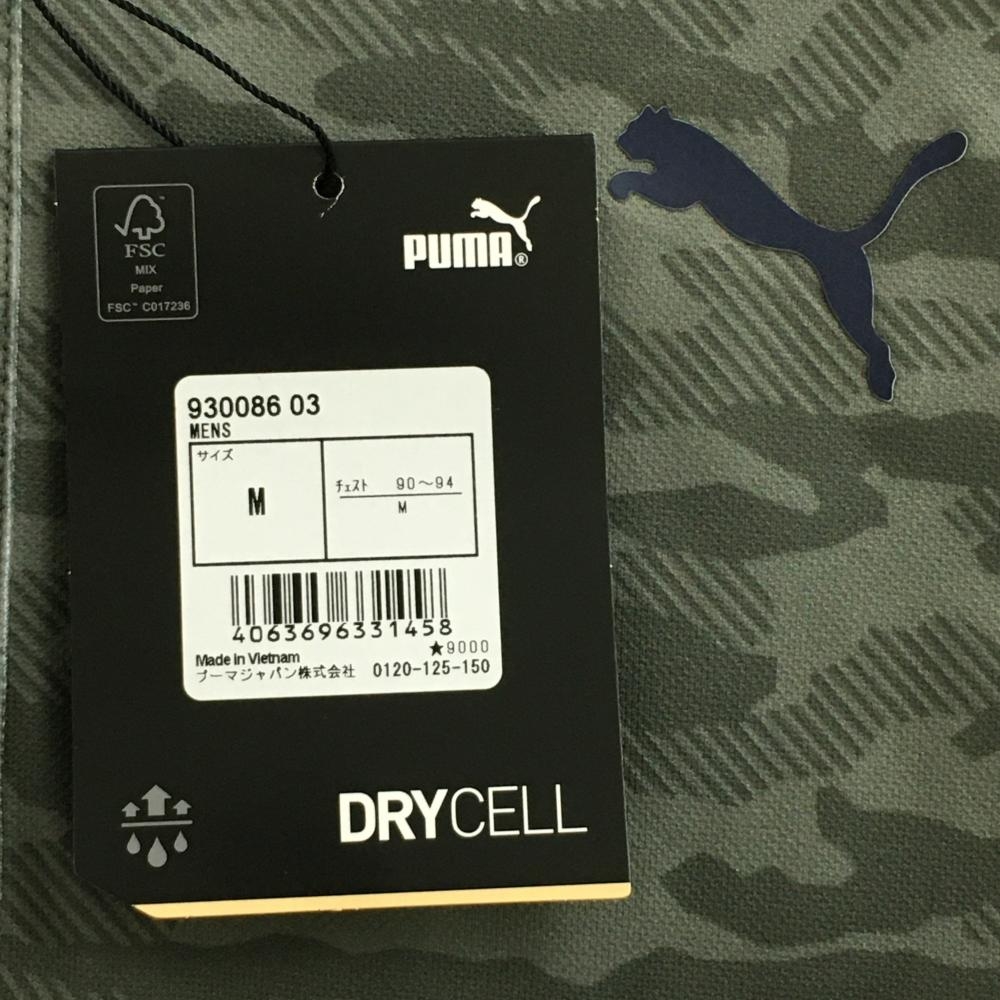 FSC™
MIX
Paper
FSC™ C017236
PUMA®
930086 03
MENS
サイズ
M
チェスト 90～94
M
4063696331458
★9000
Made in Vietnam
プーマジャパン株式会社 0120-125-150
DRYCELL